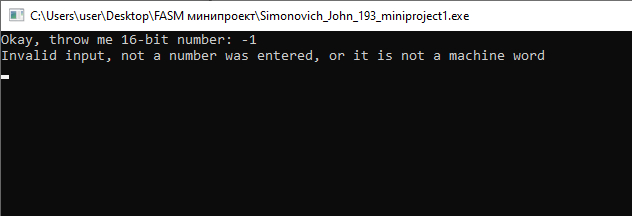 C:\Users\user\Desktop\FASM минипроект\Simonovich_John_193_miniproject1.exe
Okay, throw me 16-bit number: -1
Invalid input, not a number was entered, or it is not a machine word